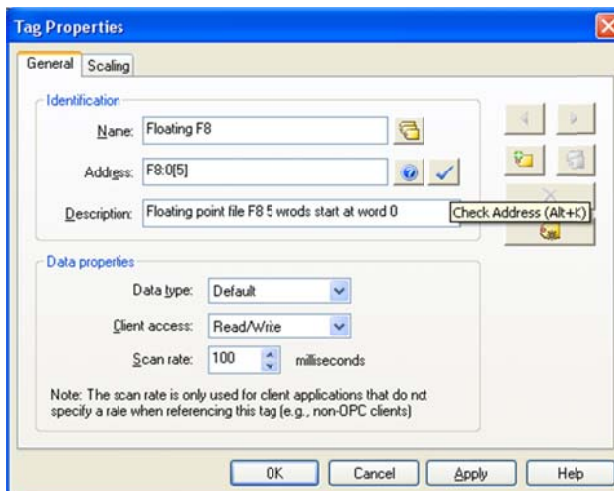 Tag Properties
General Scaling
Identification
Name: Floating F8
Address: F8:0[5]
Description: Floating point file F8 5 wrods start at word 0
Check Address (Alt+K)
Data properties
Data type: Default
Client access: Read/Write
Scan rate: 100 milliseconds
Note: The scan rate is only used for client applications that do not
specify a rate when referencing this tag (e.g., non-OPC clients)
OK Cancel Apply Help